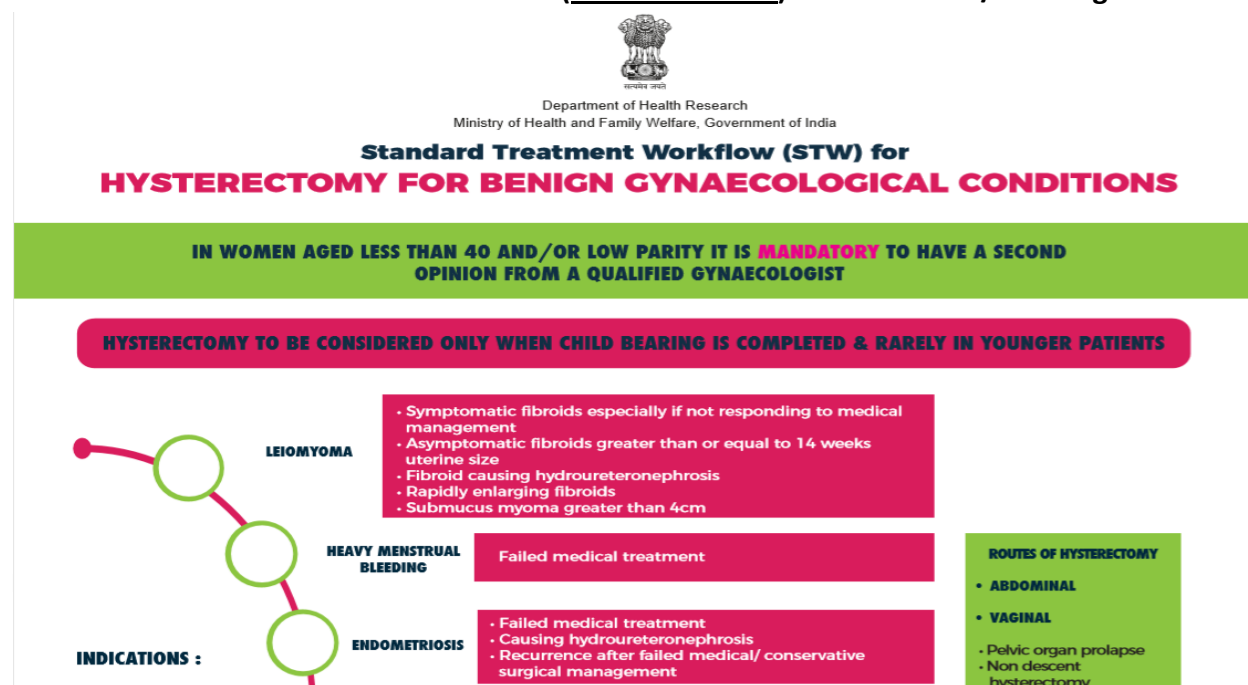 सत्यमेव जयते
Department of Health Research
Ministry of Health and Family Welfare, Government of India
Standard Treatment Workflow (STW) for
HYSTERECTOMY FOR BENIGN GYNAECOLOGICAL CONDITIONS
IN WOMEN AGED LESS THAN 40 AND/OR LOW PARITY IT IS MANDATORY TO HAVE A SECOND
OPINION FROM A QUALIFIED GYNAECOLOGIST
HYSTERECTOMY TO BE CONSIDERED ONLY WHEN CHILD BEARING IS COMPLETED & RARELY IN YOUNGER PATIENTS
LEIOMYOMA
• Symptomatic fibroids especially if not responding to medical
management
• Asymptomatic fibroids greater than or equal to 14 weeks
uterine size
• Fibroid causing hydroureteronephrosis
• Rapidly enlarging fibroids
• Submucus myoma greater than 4cm
HEAVY MENSTRUAL
BLEEDING
Failed medical treatment
INDICATIONS :
ENDOMETRIOSIS
• Failed medical treatment
• Causing hydroureteronephrosis
• Recurrence after failed medical/ conservative
surgical management
ROUTES OF HYSTERECTOMY
• ABDOMINAL
• VAGINAL
• Pelvic organ prolapse
• Non descent
hysterectomy